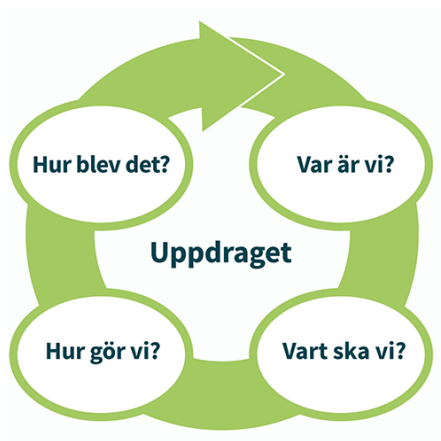 Hur blev det?
Var är vi?
Uppdraget
Hur gör vi?
Vart ska vi?